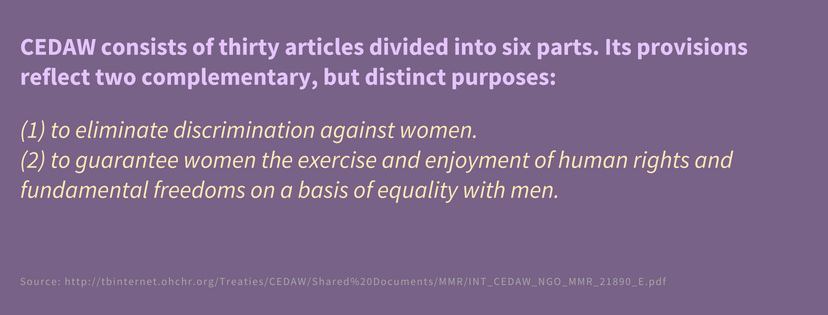 CEDAW consists of thirty articles divided into six parts. Its provisions
reflect two complementary, but distinct purposes:
(1) to eliminate discrimination against women.
(2) to guarantee women the exercise and enjoyment of human rights and
fundamental freedoms on a basis of equality with men.
Source: http://tbinternet.ohchr.org/Treaties/CEDAW/Shared%20Documents/MMR/INT_CEDAW_NGO_MMR_21890_E.pdf